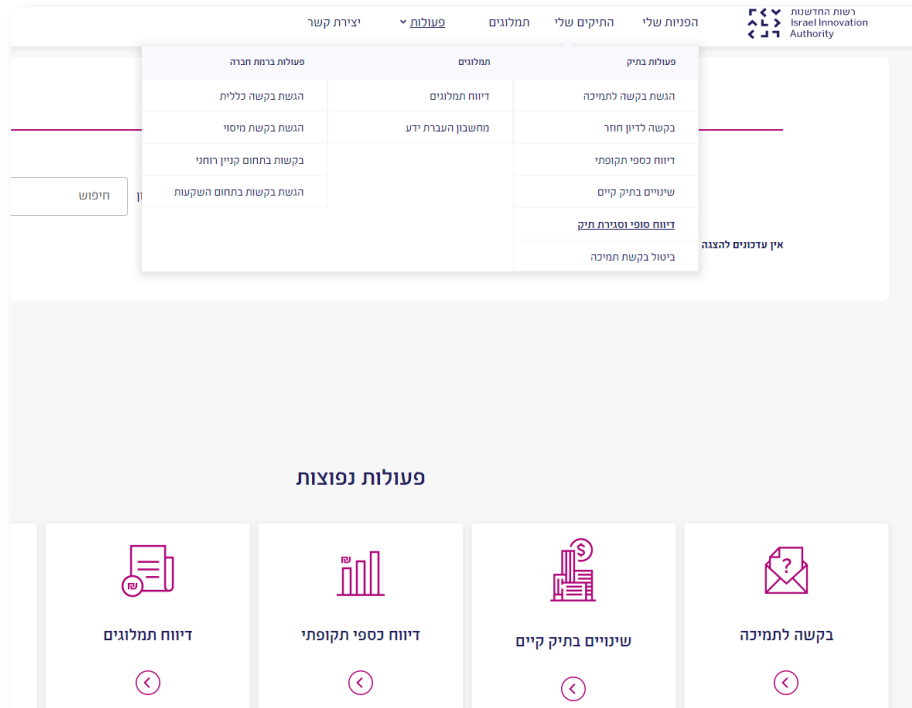 רשות החדשנות
Israel Innovation
Authority
הפניות שלי
התיקים שלי
תמלוגים
פעולות
יצירת קשר
פעולות בתיק
תמלוגים
פעולות ברמת חברה
הגשת בקשה לתמיכה
דיווח תמלוגים
הגשת בקשה כללית
בקשה לדיון חוזר
מחשבון העברת ידע
הגשת בקשת מיסוי
דיווח כספי תקופתי
בקשות בתחום קניין רוחני
שינויים בתיק קיים
הגשת בקשות בתחום השקעות
דיווח סופי וסגירת תיק
ביטול בקשת תמיכה
חיפוש
אין עדכונים להצגה
פעולות נפוצות
בקשה לתמיכה
שינויים בתיק קיים
דיווח כספי תקופתי
דיווח תמלוגים